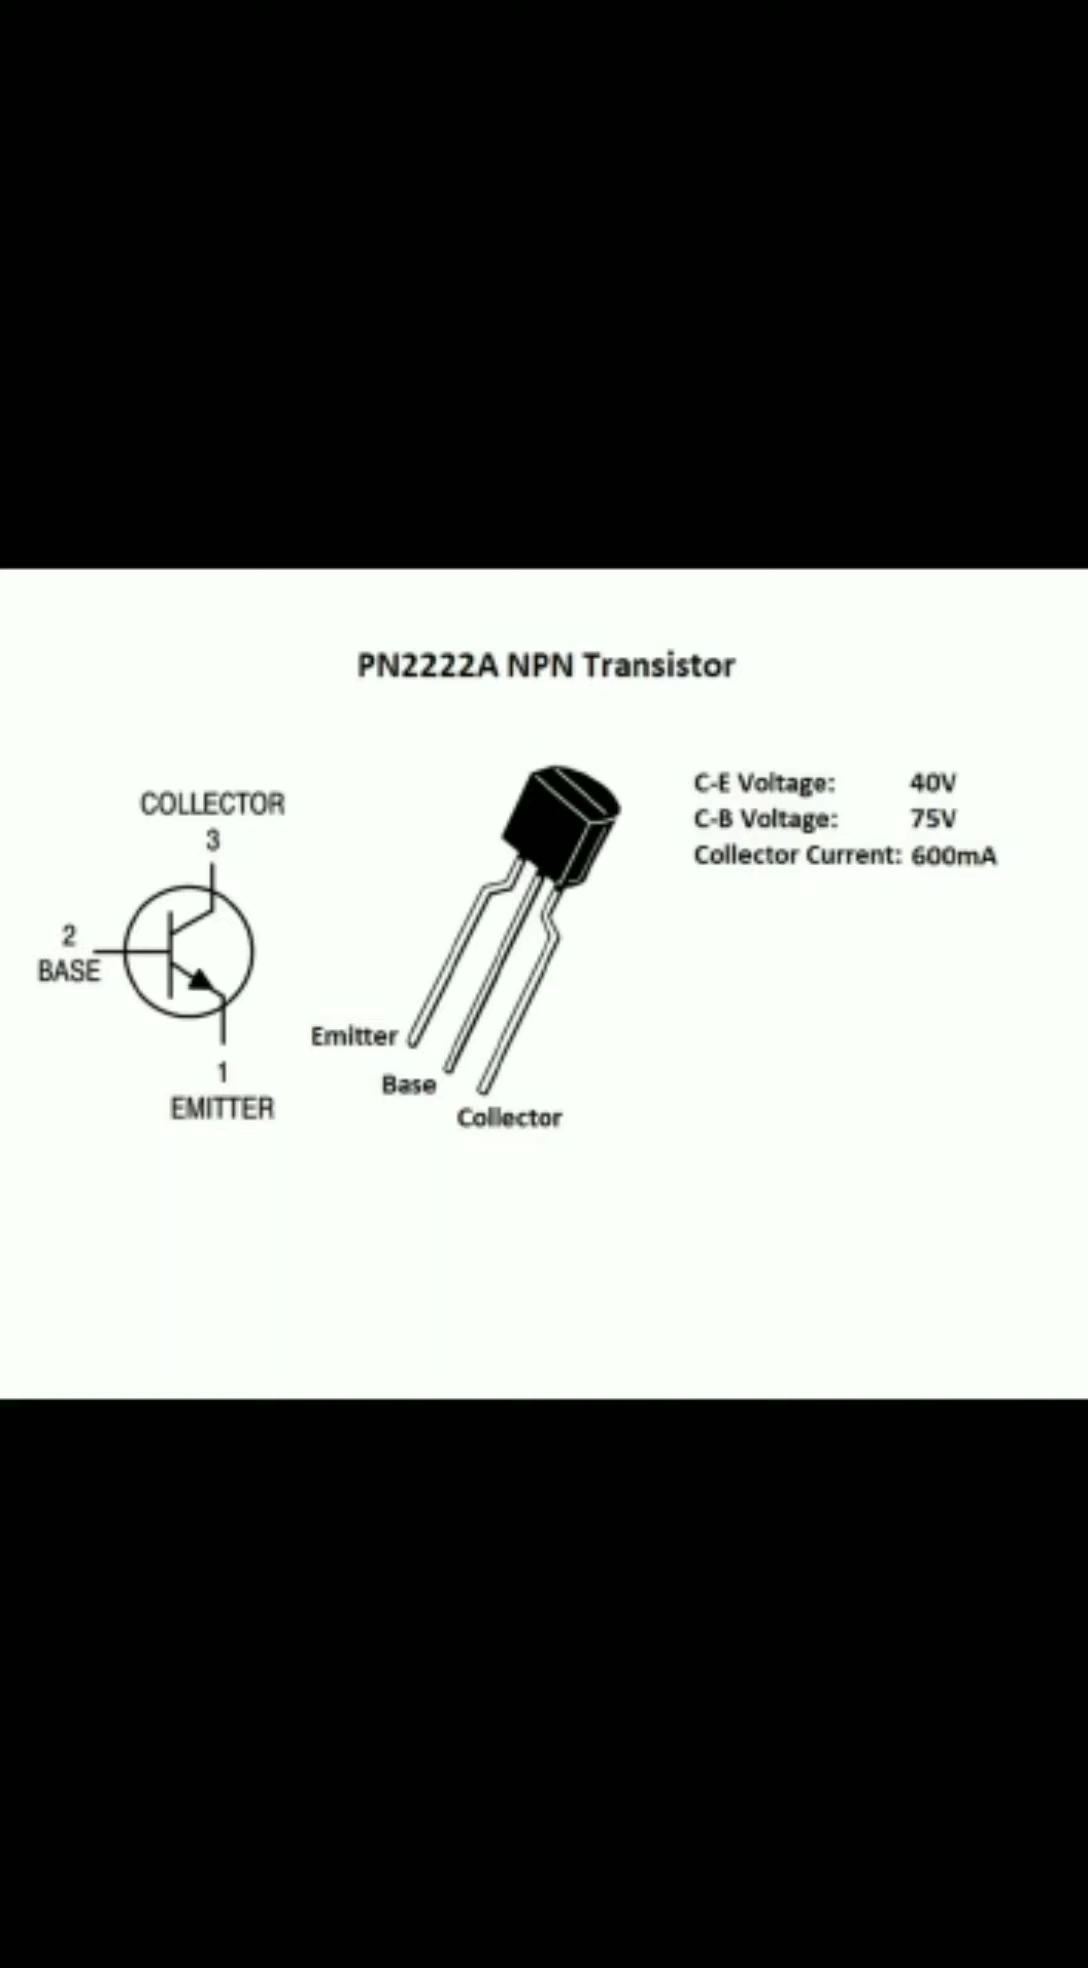 PN2222A NPN Transistor
COLLECTOR
3
2
BASE
1
EMITTER
Emitter
Base
Collector
C-E Voltage: 40V
C-B Voltage: 75V
Collector Current: 600mA